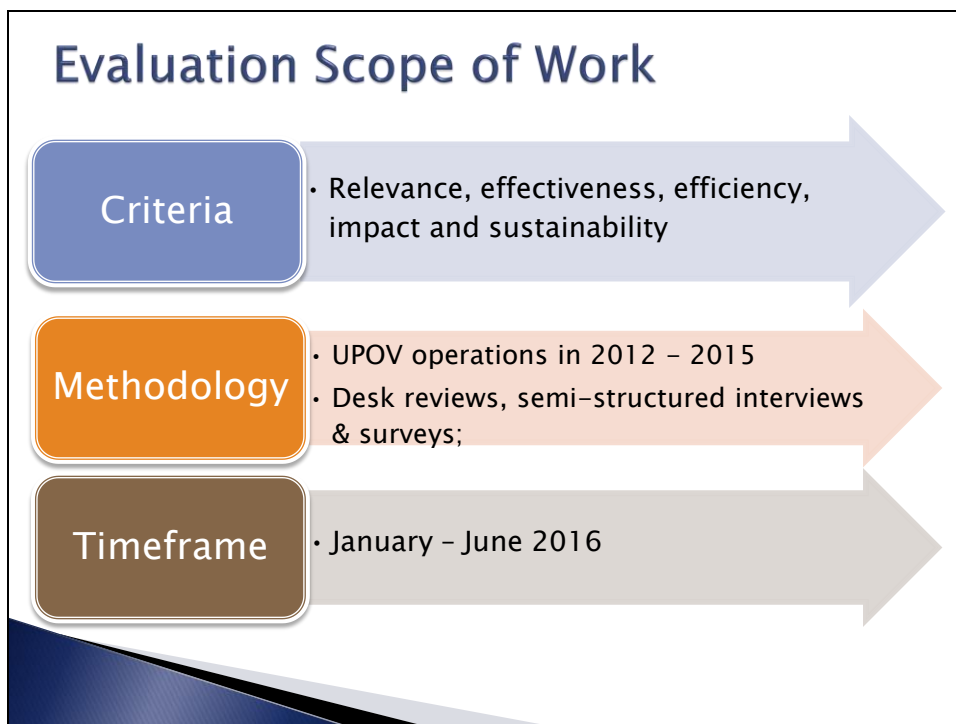 Evaluation Scope of Work
Criteria
• Relevance, effectiveness, efficiency,
impact and sustainability
Methodology
• UPOV operations in 2012 – 2015
• Desk reviews, semi-structured interviews
& surveys;
Timeframe
• January – June 2016